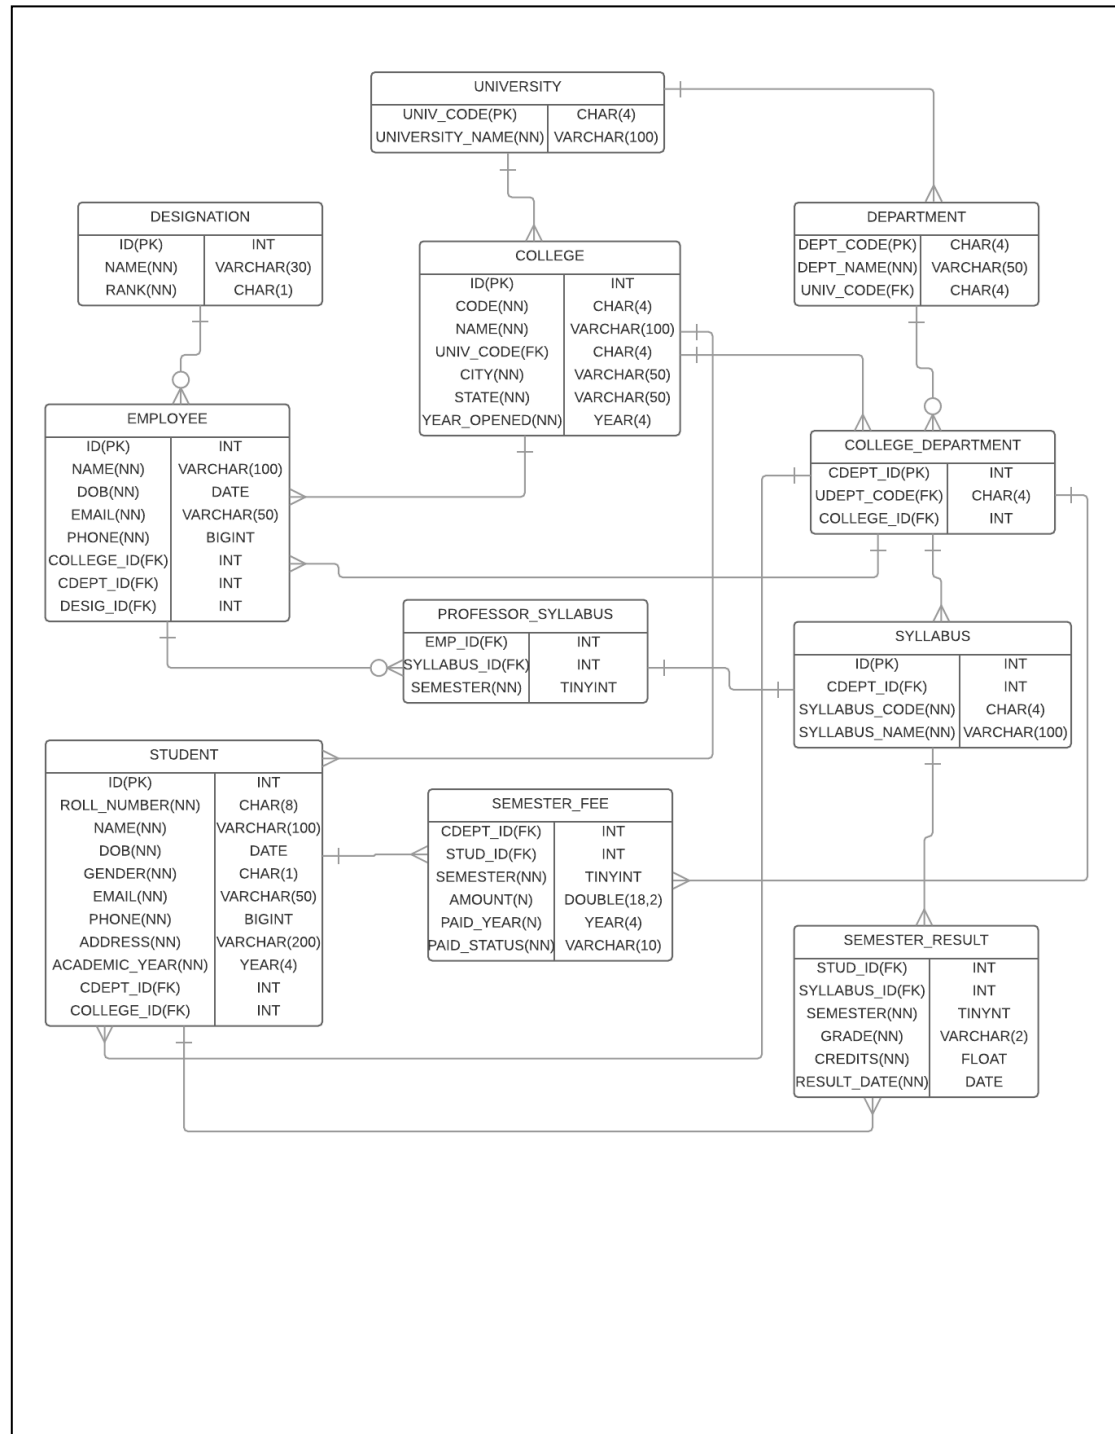 UNIVERSITY
UNIV_CODE(PK) CHAR(4)
UNIVERSITY_NAME(NN) VARCHAR(100)
DESIGNATION
ID(PK) INT
NAME(NN) VARCHAR(30)
RANK(NN) CHAR(1)
DEPARTMENT
DEPT_CODE(PK) CHAR(4)
DEPT_NAME(NN) VARCHAR(50)
UNIV_CODE(FK) CHAR(4)
COLLEGE
ID(PK) INT
CODE(NN) CHAR(4)
NAME(NN) VARCHAR(100)
UNIV_CODE(FK) CHAR(4)
CITY(NN) VARCHAR(50)
STATE(NN) VARCHAR(50)
YEAR_OPENED(NN) YEAR(4)
EMPLOYEE
ID(PK) INT
NAME(NN) VARCHAR(100)
DOB(NN) DATE
EMAIL(NN) VARCHAR(50)
PHONE(NN) BIGINT
COLLEGE_ID(FK) INT
CDEPT_ID(FK) INT
DESIG_ID(FK) INT
COLLEGE_DEPARTMENT
CDEPT_ID(PK) INT
UDEPT_CODE(FK) CHAR(4)
COLLEGE_ID(FK) INT
PROFESSOR_SYLLABUS
EMP_ID(FK) INT
SYLLABUS_ID(FK) INT
SEMESTER(NN) TINYINT
SYLLABUS
ID(PK) INT
CDEPT_ID(FK) INT
SYLLABUS_CODE(NN) CHAR(4)
SYLLABUS_NAME(NN) VARCHAR(100)
STUDENT
ID(PK) INT
ROLL_NUMBER(NN) CHAR(8)
NAME(NN) VARCHAR(100)
DOB(NN) DATE
GENDER(NN) CHAR(1)
EMAIL(NN) VARCHAR(50)
PHONE(NN) BIGINT
ADDRESS(NN) VARCHAR(200)
ACADEMIC_YEAR(NN) YEAR(4)
CDEPT_ID(FK) INT
COLLEGE_ID(FK) INT
SEMESTER_FEE
CDEPT_ID(FK) INT
STUD_ID(FK) INT
SEMESTER(NN) TINYINT
AMOUNT(N) DOUBLE(18,2)
PAID_YEAR(N) YEAR(4)
PAID_STATUS(NN) VARCHAR(10)
SEMESTER_RESULT
STUD_ID(FK) INT
SYLLABUS_ID(FK) INT
SEMESTER(NN) TINYNT
GRADE(NN) VARCHAR(2)
CREDITS(NN) FLOAT
RESULT_DATE(NN) DATE